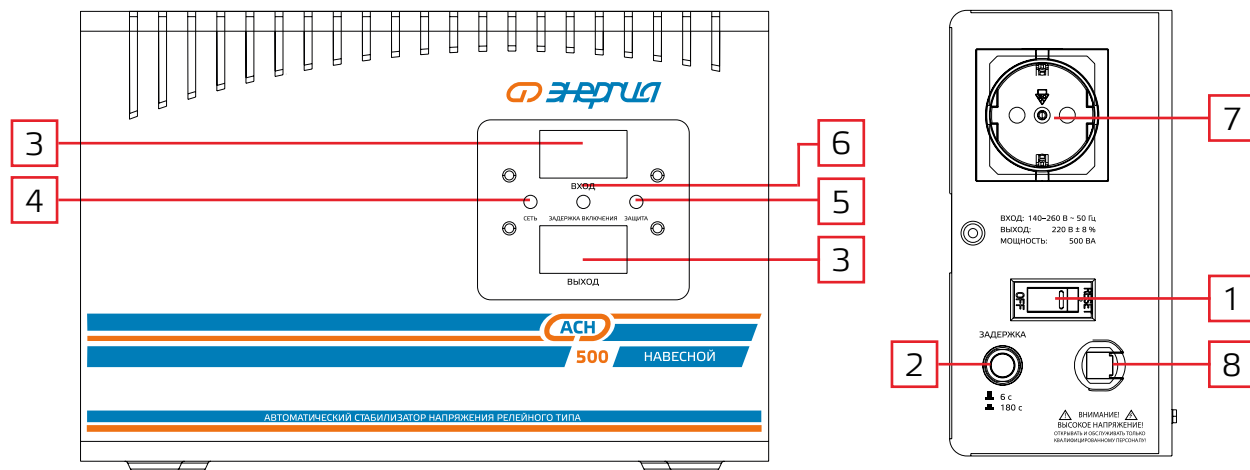 ЭНЕРГИЯ
3
4
6
5
3
ВХОД
СЕТЬ
ЗАДЕРЖКА ВКЛЮЧЕНИЯ
ЗАЩИТА
ВЫХОД
АСН
500 НАВЕСНОЙ
АВТОМАТИЧЕСКИЙ СТАБИЛИЗАТОР НАПРЯЖЕНИЯ РЕЛЕЙНОГО ТИПА
7
ВХОД: 140–260 В ~ 50 Гц
ВЫХОД: 220 В ± 8 %
МОЩНОСТЬ: 500 ВА
OFF
RESET
1
ЗАДЕРЖКА
2
8
6 с
180 с
ВНИМАНИЕ!
ВЫСОКОЕ НАПРЯЖЕНИЕ!
ОТКРЫВАТЬ И ОБСЛУЖИВАТЬ ТОЛЬКО
КВАЛИФИЦИРОВАННОМУ ПЕРСОНАЛУ!